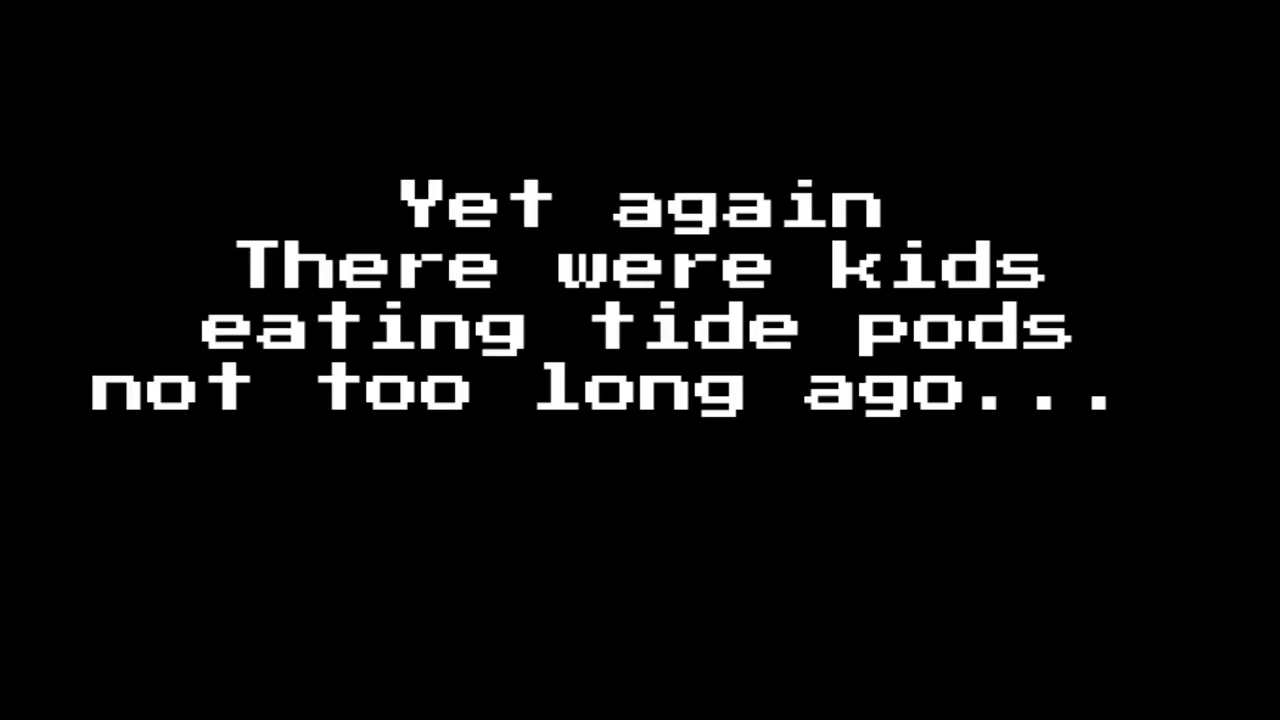 Yet again
There were kids
eating tide pods
not too long ago...